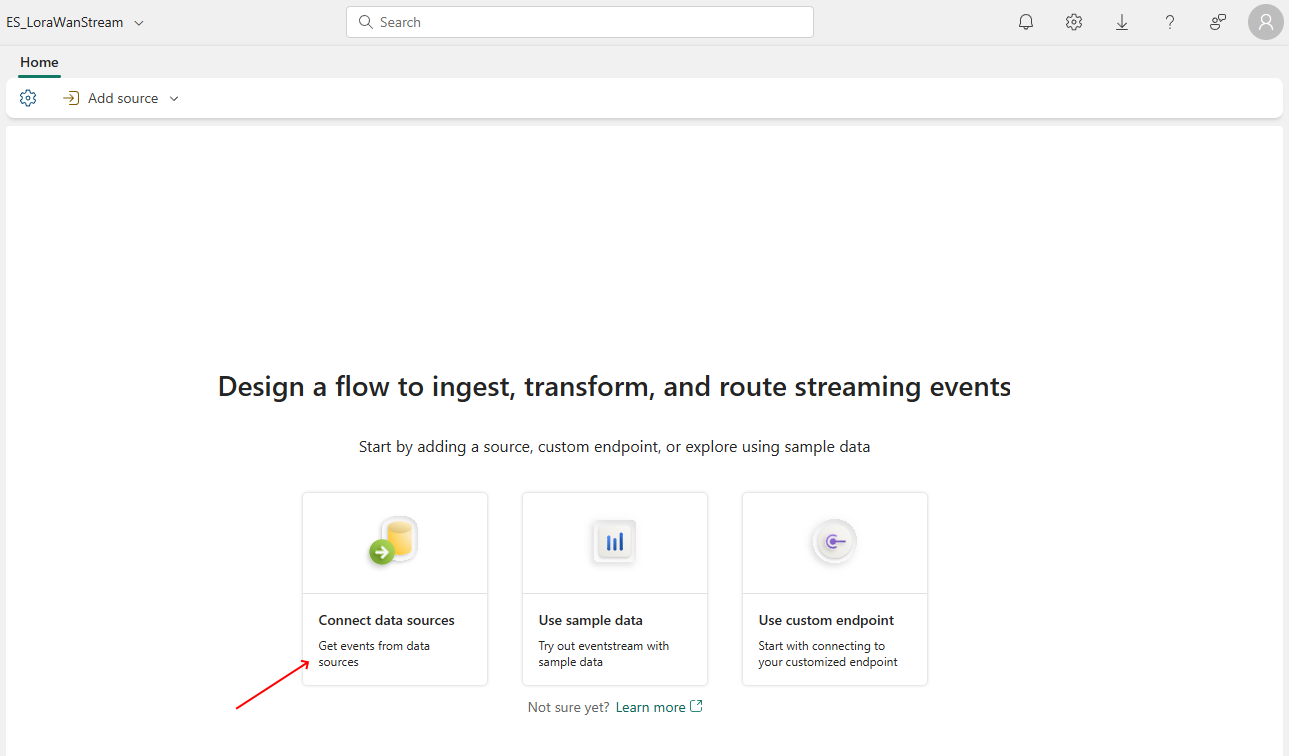 ES_LoraWanStream
Search
Home
Add source
Design a flow to ingest, transform, and route streaming events
Start by adding a source, custom endpoint, or explore using sample data
Connect data sources
Get events from data
sources
Use sample data
Try out eventstream with
sample data
Use custom endpoint
Start with connecting to
your customized endpoint
Not sure yet? Learn more